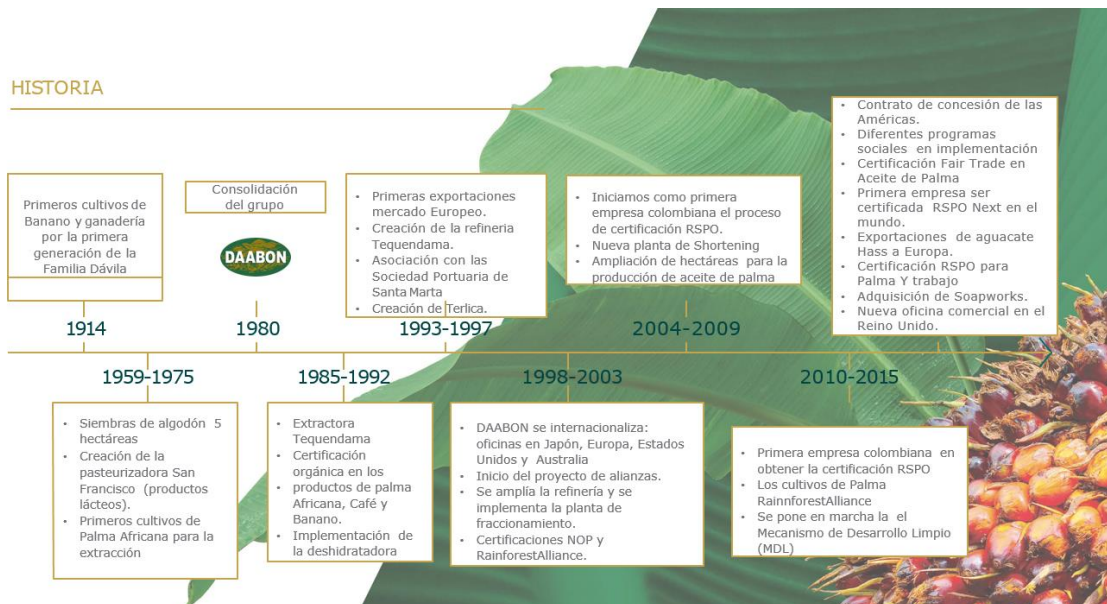 HISTORIA
Primeros cultivos de
Banano y ganadería
por la primera
generación de la
Familia Dávila
1914
• Siembras de algodón 5
hectáreas
• Creación de la
pasteurizadora San
Francisco (productos
lácteos).
• Primeros cultivos de
Palma Africana para la
extracción
1959-1975
Consolidación
del grupo
DAABON
1980
• Extractora
Tequendama
• Certificación
orgánica en los
• productos de palma
Africana, Café y
Banano.
• Implementación de
la deshidratadora
1985-1992
• Primeras exportaciones
mercado Europeo.
• Creación de la refineria
Tequendama.
• Asociación con las
Sociedad Portuaria de
Santa Marta
• Creación de Terlica.
1993-1997
• DAABON se internacionaliza:
oficinas en Japón, Europa, Estados
Unidos y Australia
• Inicio del proyecto de alianzas.
• Se amplía la refinería y se
implementa la planta de
fraccionamiento.
• Certificaciones NOP y
RainforestAlliance.
1998-2003
• Iniciamos como primera
empresa colombiana el proceso
de certificación RSPO.
• Nueva planta de Shortening
• Ampliación de hectáreas para la
producción de aceite de palma
2004-2009
• Primera empresa colombiana en
obtener la certificación RSPO
• Los cultivos de Palma
RainnforestAlliance
• Se pone en marcha la el
Mecanismo de Desarrollo Limpio
(MDL)
2010-2015
• Contrato de concesión de las
Américas.
• Diferentes programas
sociales en implementación
• Certificación Fair Trade en
Aceite de Palma
• Primera empresa ser
certificada RSPO Next en el
mundo.
• Exportaciones de aguacate
Hass a Europa.
• Certificación RSPO para
Palma Y trabajo
• Adquisición de Soapworks.
• Nueva oficina comercial en el
Reino Unido.